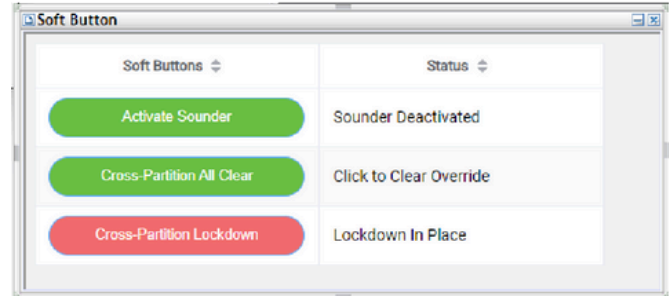 Soft Button
Soft Buttons Status
Activate Sounder Sounder Deactivated
Cross-Partition All Clear Click to Clear Override
Cross-Partition Lockdown Lockdown In Place